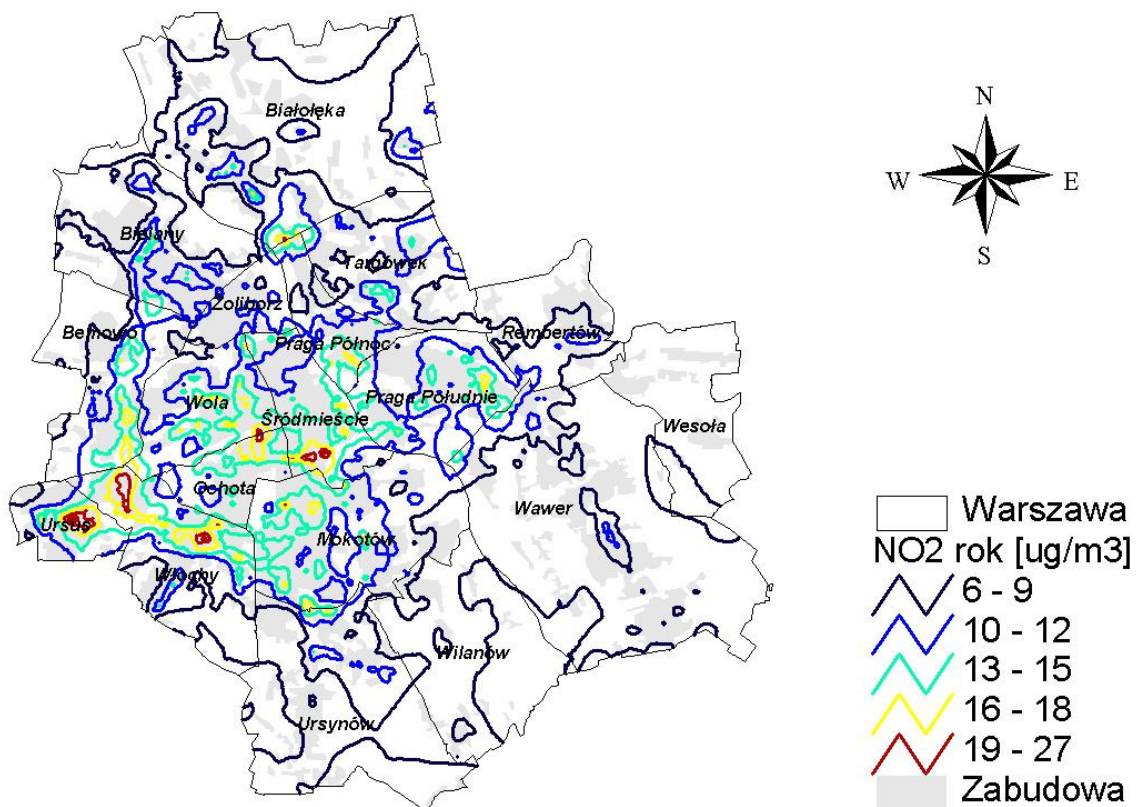 Białołęka
N
W
E
S
Bielany
Targówek
Żoliborz
Bemowo
Rembertów
Praga Północ
Praga Południe
Wola
Śródmieście
Wesoła
Ochota
Wawer
Ursus
Mokotów
Włochy
Wilanów
Ursynów
Warszawa
NO2 rok [ug/m3]
6 - 9
10 - 12
13 - 15
16 - 18
19 - 27
Zabudowa